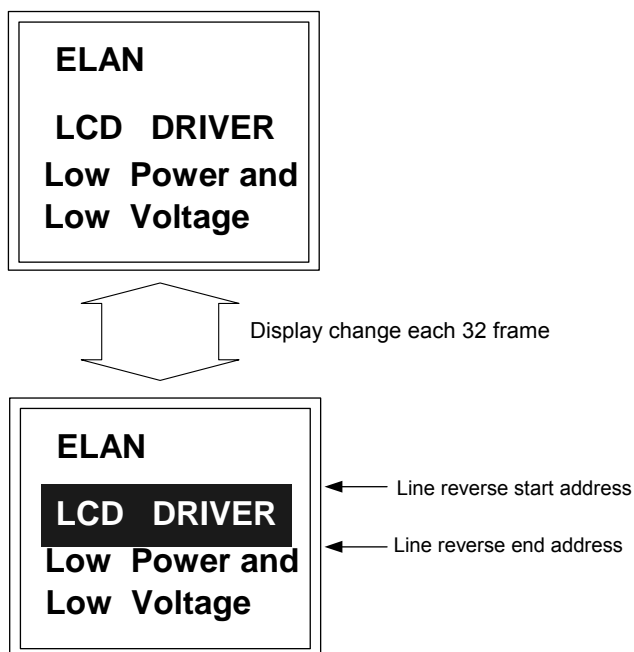 ELAN
LCD DRIVER
Low Power and
Low Voltage
Display change each 32 frame
ELAN
LCD DRIVER
Low Power and
Low Voltage
Line reverse start address
Line reverse end address